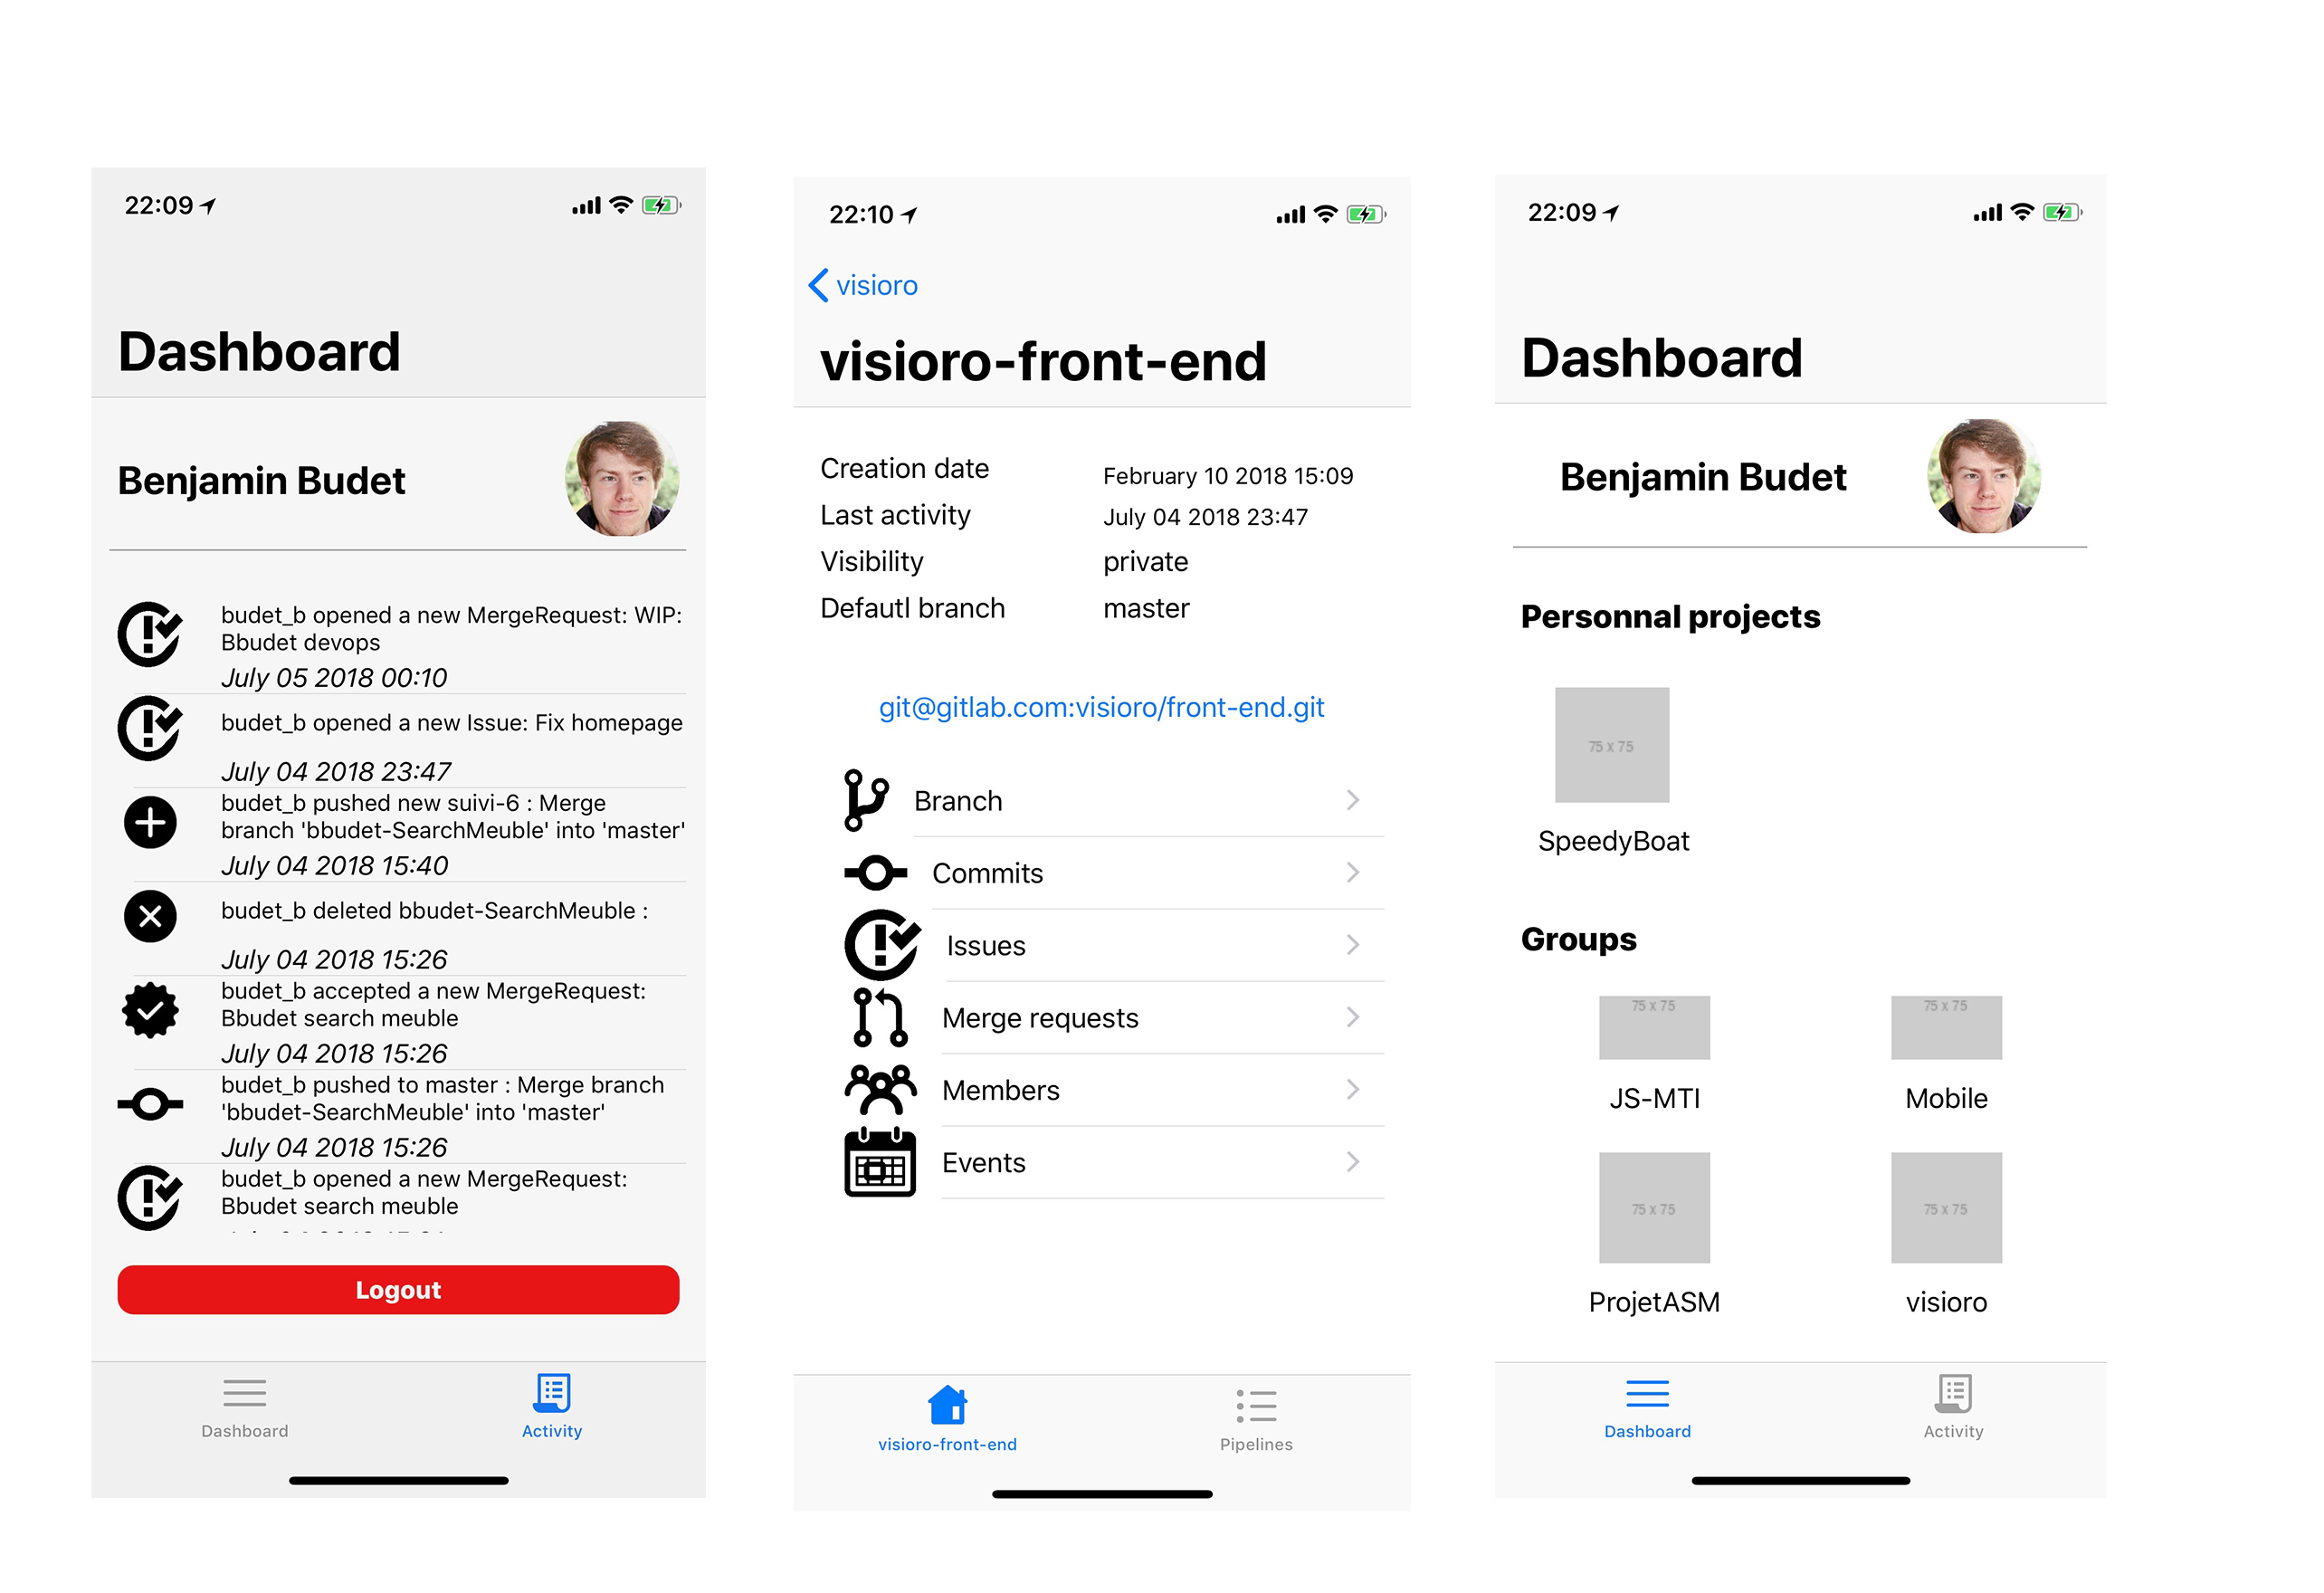 22:09
Dashboard
Benjamin Budet
budet_b opened a new MergeRequest: WIP:
Bbudet devops
July 05 2018 00:10
budet_b opened a new Issue: Fix homepage
July 04 2018 23:47
budet_b pushed new suivi-6 : Merge
branch 'bbudet-SearchMeuble' into 'master'
July 04 2018 15:40
budet_b deleted bbudet-SearchMeuble :
July 04 2018 15:26
budet_b accepted a new MergeRequest:
Bbudet search meuble
July 04 2018 15:26
budet_b pushed to master : Merge branch
'bbudet-SearchMeuble' into 'master'
July 04 2018 15:26
budet_b opened a new MergeRequest:
Bbudet search meuble
Logout
Dashboard
Activity
22:10
visioro
visioro-front-end
Creation date February 10 2018 15:09
Last activity July 04 2018 23:47
Visibility private
Defautl branch master
git@gitlab.com:visioro/front-end.git
Branch
Commits
Issues
Merge requests
Members
Events
visioro-front-end
Pipelines
22:09
Dashboard
Benjamin Budet
Personnal projects
75 x 75
SpeedyBoat
Groups
75 x 75
75 x 75
JS-MTI
Mobile
75 x 75
75 x 75
ProjetASM
visioro
Dashboard
Activity